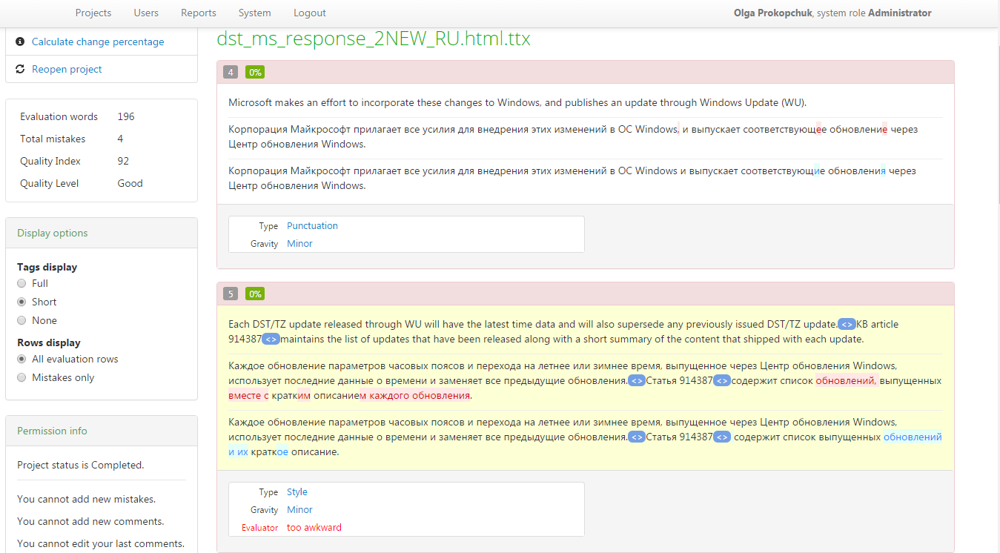 Projects Users Reports System Logout Olga Prokopchuk, system role Administrator
Calculate change percentage
Reopen project
Evaluation words 196
Total mistakes 4
Quality Index 92
Quality Level Good
Display options
Tags display
Full
Short
None
Rows display
All evaluation rows
Mistakes only
Permission info
Project status is Completed.
You cannot add new mistakes.
You cannot add new comments.
You cannot edit your last comments.
dst_ms_response_2NEW_RU.html.ttx
4 0%
Microsoft makes an effort to incorporate these changes to Windows, and publishes an update through Windows Update (WU).
Корпорация Майкрософт прилагает все усилия для внедрения этих изменений в ОС Windows, и выпускает соответствующее обновление через
Центр обновления Windows.
Корпорация Майкрософт прилагает все усилия для внедрения этих изменений в ОС Windows и выпускает соответствующие обновления через
Центр обновления Windows.
Type Punctuation
Gravity Minor
5 0%
Each DST/TZ update released through WU will have the latest time data and will also supersede any previously issued DST/TZ update.<>KB article
914387<>maintains the list of updates that have been released along with a short summary of the content that shipped with each update.
Каждое обновление параметров часовых поясов и перехода на летнее или зимнее время, выпущенное через Центр обновления Windows,
использует последние данные о времени и заменяет все предыдущие обновления.<>Статья 914387<>содержит список обновлений, выпущенных
вместе с кратким описанием каждого обновления.
Каждое обновление параметров часовых поясов и перехода на летнее или зимнее время, выпущенное через Центр обновления Windows,
использует последние данные о времени и заменяет все предыдущие обновления.<>Статья 914387<> содержит список выпущенных обновлений
и их краткое описание.
Type Style
Gravity Minor
Evaluator too awkward